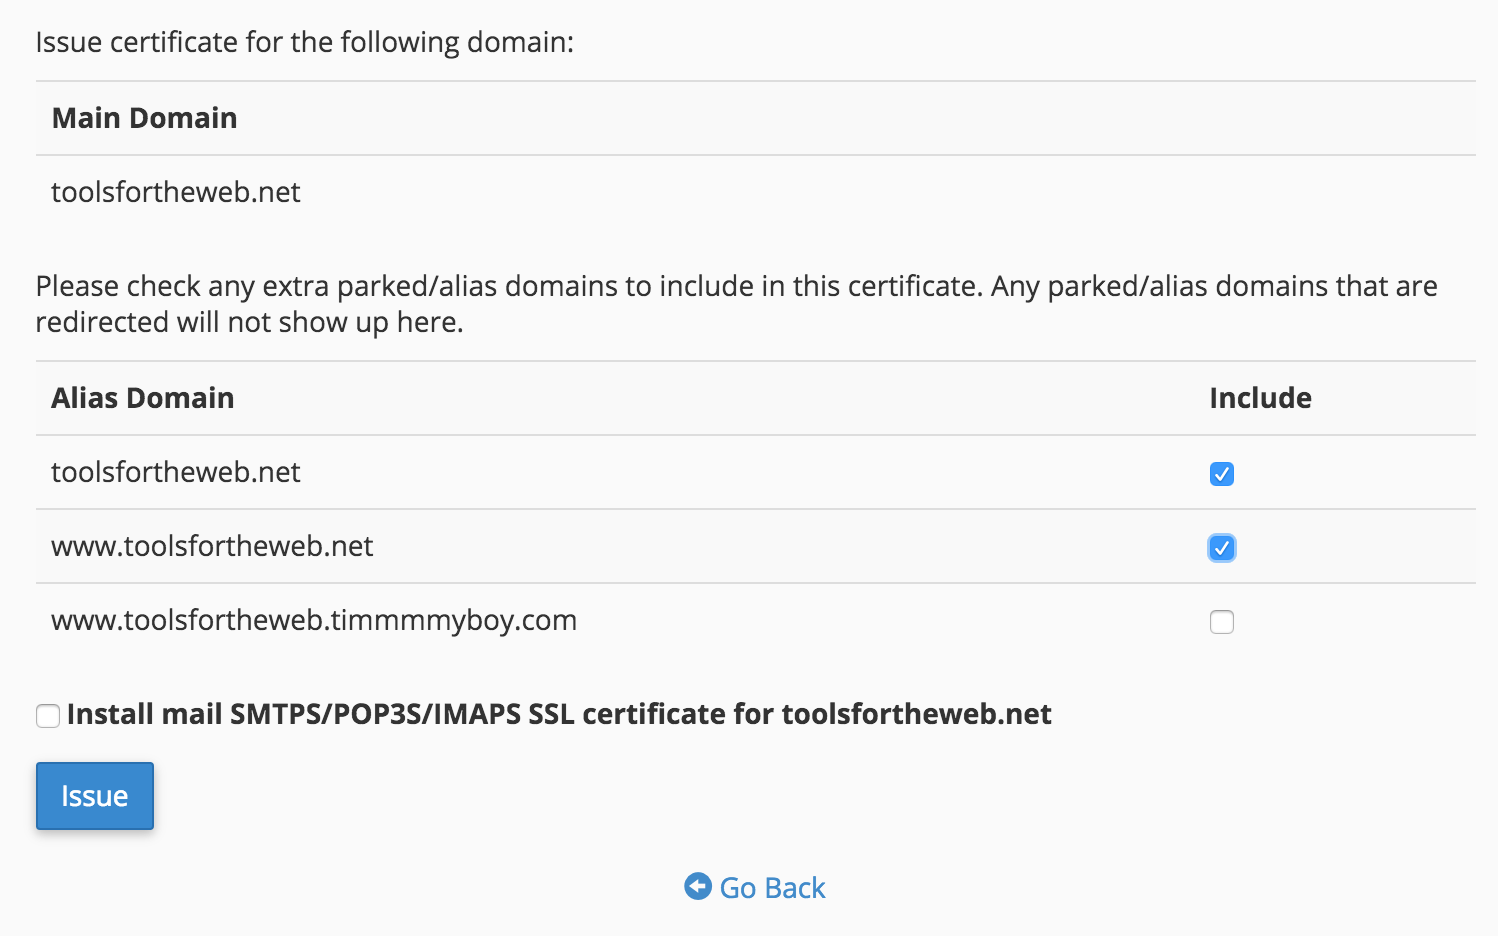 Issue certificate for the following domain:
Main Domain
toolsfortheweb.net
Please check any extra parked/alias domains to include in this certificate. Any parked/alias domains that are
redirected will not show up here.
Alias Domain Include
toolsfortheweb.net
www.toolsfortheweb.net
www.toolsfortheweb.timmmmyboy.com
Install mail SMTPS/POP3S/IMAPS SSL certificate for toolsfortheweb.net
Issue
Go Back